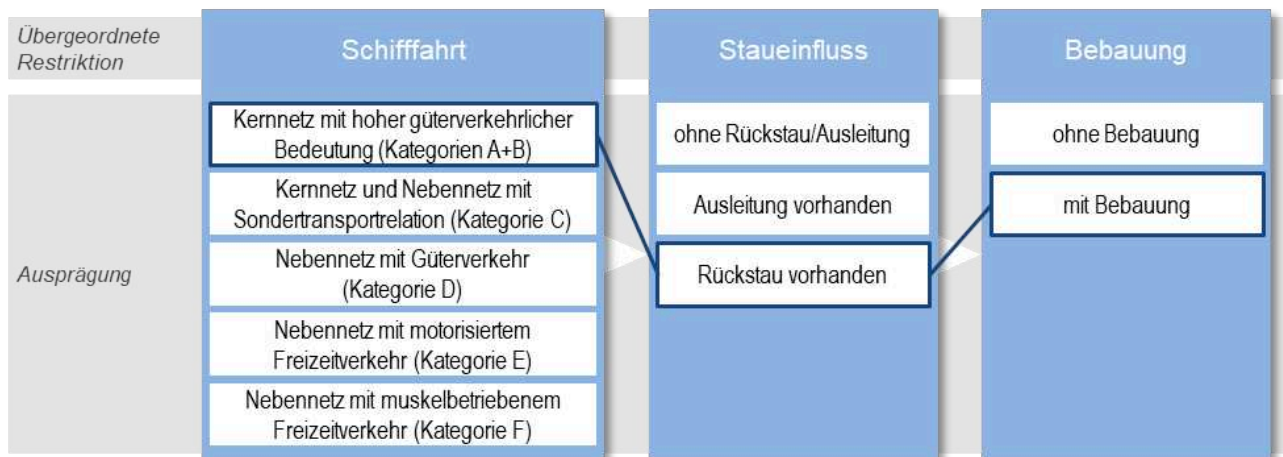 Übergeordnete
Restriktion
Schifffahrt
Staueinfluss
Bebauung
Ausprägung
Kernnetz mit hoher güterverkehrlicher
Bedeutung (Kategorien A+B)
Kernnetz und Nebennetz mit
Sondertransportrelation (Kategorie C)
Nebennetz mit Güterverkehr
(Kategorie D)
Nebennetz mit motorisiertem
Freizeitverkehr (Kategorie E)
Nebennetz mit muskelbetriebenem
Freizeitverkehr (Kategorie F)
ohne Rückstau/Ausleitung
Ausleitung vorhanden
Rückstau vorhanden
ohne Bebauung
mit Bebauung